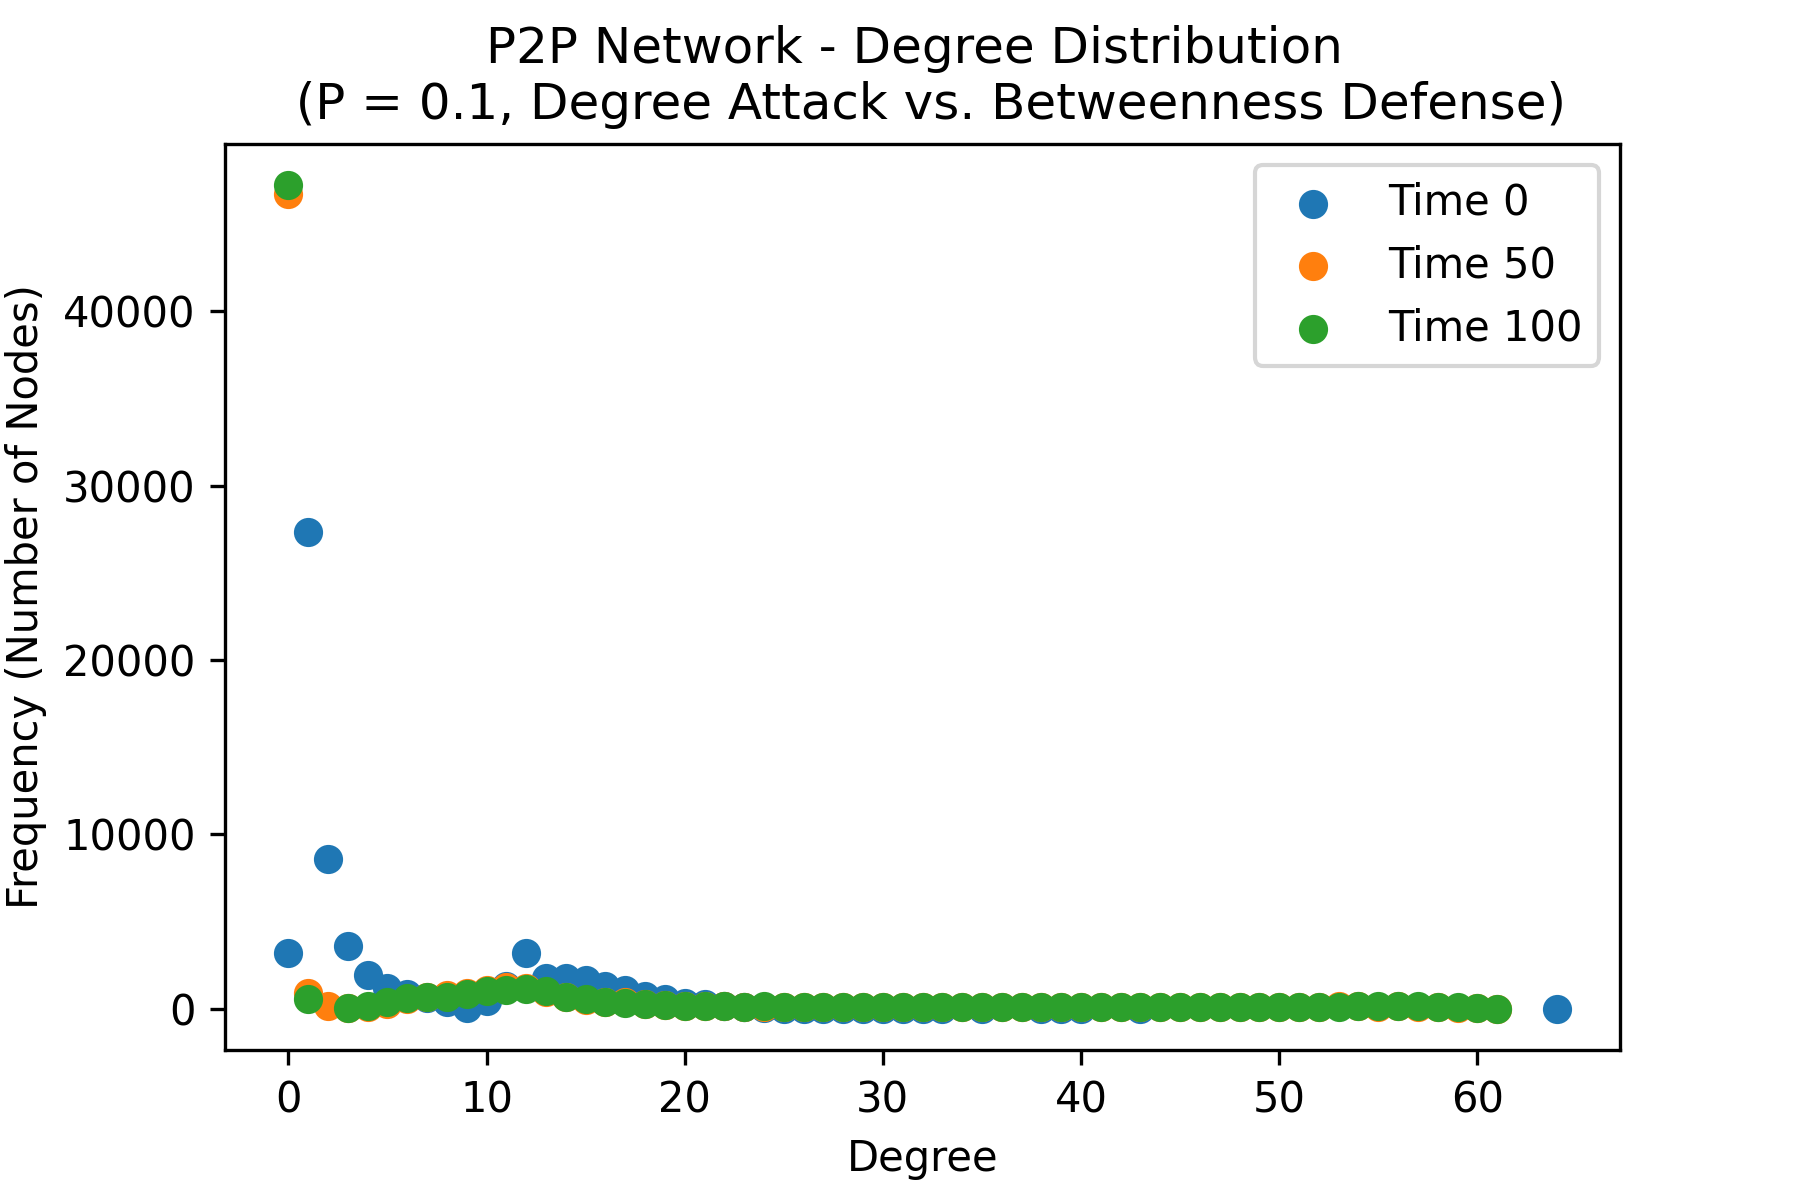 P2P Network - Degree Distribution
(P = 0.1, Degree Attack vs. Betweenness Defense)
Time 0
Time 50
Time 100
Frequency (Number of Nodes)
40000
30000
20000
10000
0
0 10 20 30 40 50 60
Degree